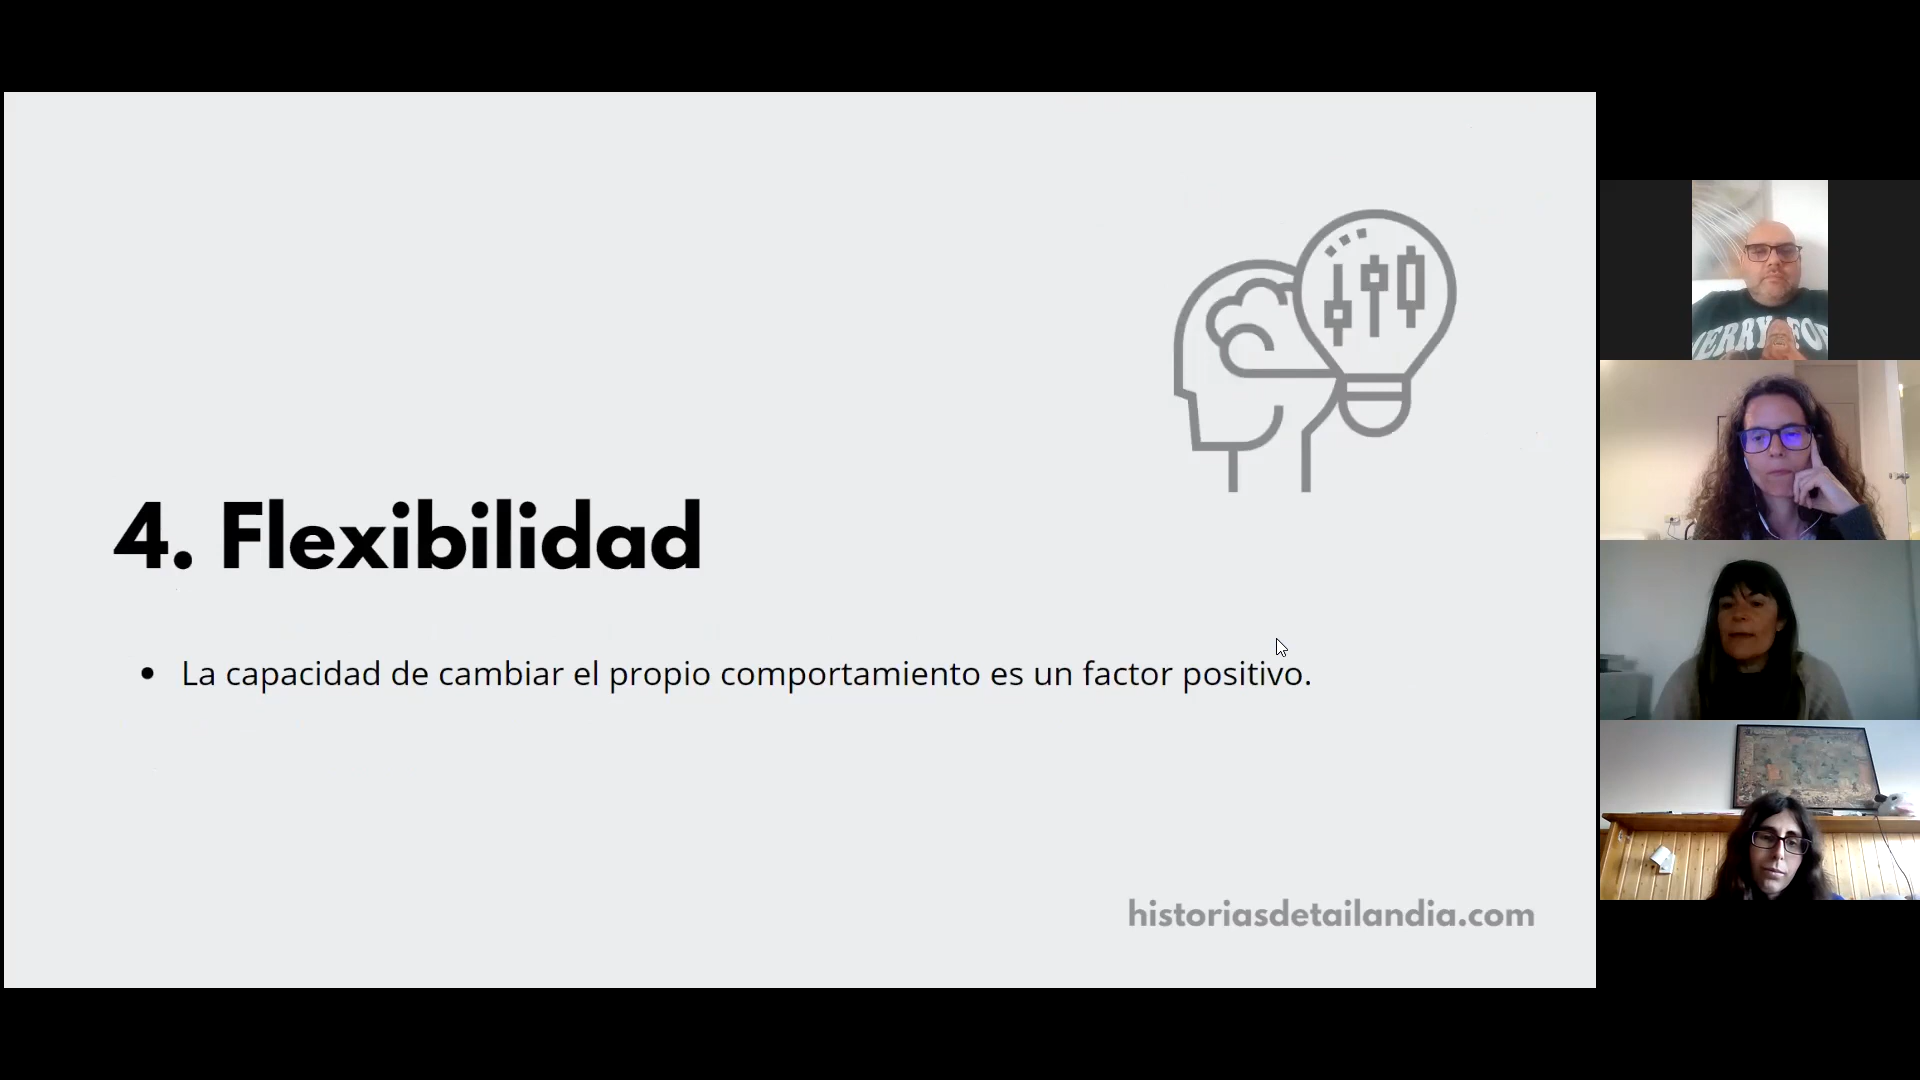 4. Flexibilidad
• La capacidad de cambiar el propio comportamiento es un factor positivo.
historiasdetailandia.com